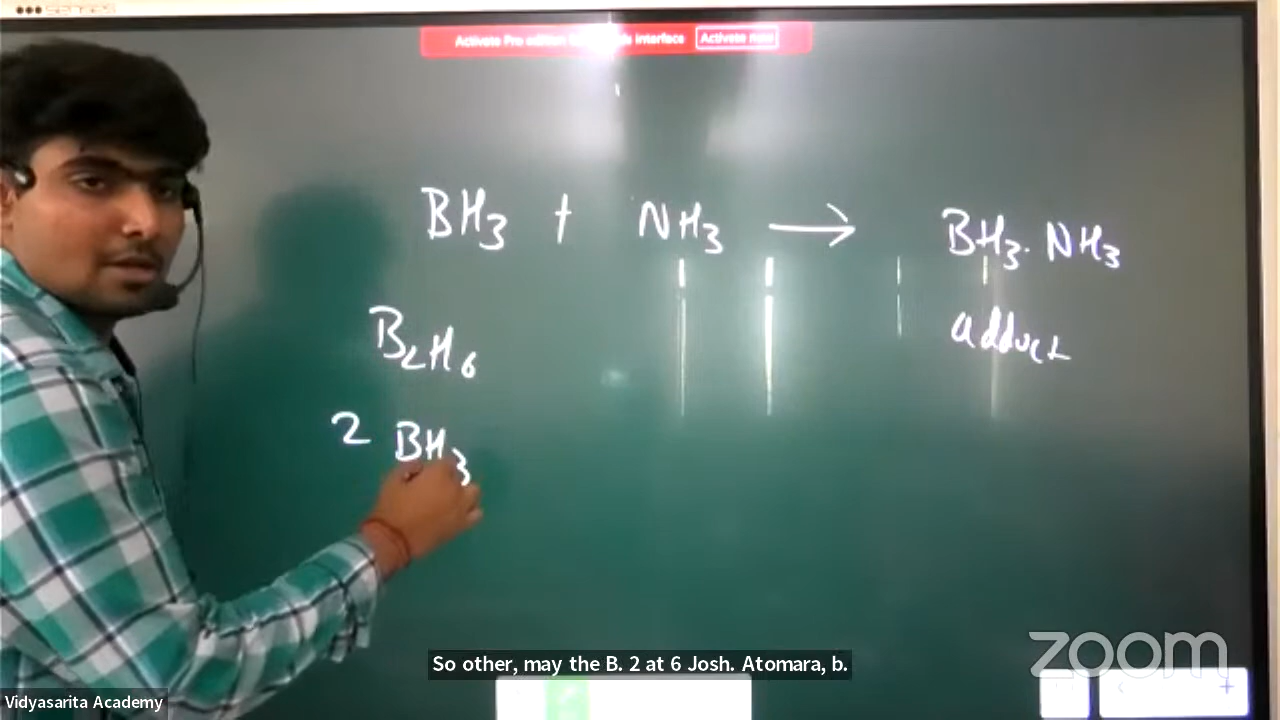 Activate Pro edition interface Activate now
BH3 + NH3 → BH3. NH3
adduct
B2H6
2 BH3
So other, may the B. 2 at 6 Josh. Atomara, b.
zoom
Vidyasarita Academy